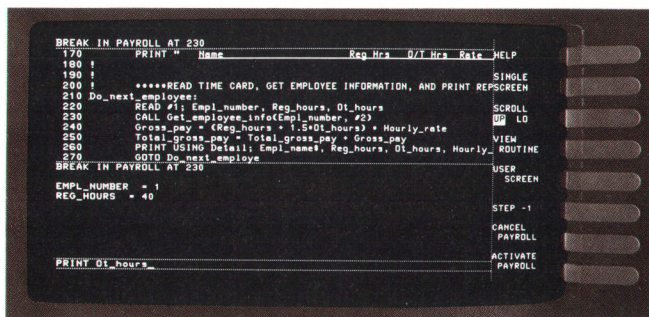 BREAK IN PAYROLL AT 230
170 PRINT " Name Reg Hrs O/T Hrs Rate HELP
180 !
190 ! SINGLE
200 ! *****READ TIME CARD, GET EMPLOYEE INFORMATION, AND PRINT REPSCREEN
210 Do_next_employee:
220 READ #1; Empl_number, Reg_hours, Ot_hours SCROLL
230 CALL Get_employee_info(Empl_number, #2) UP LO
240 Gross_pay = (Reg_hours + 1.5*Ot_hours) * Hourly_rate
250 Total_gross_pay = Total_gross_pay + Gross_pay VIEW
260 PRINT USING Detail; Empl_name$, Reg_hours, Ot_hours, Hourly_ ROUTINE
270 GOTO Do_next_employe
BREAK IN PAYROLL AT 230 USER
SCREEN
EMPL_NUMBER = 1
REG_HOURS = 40
STEP -1
CANCEL
PAYROLL
ACTIVATE
PRINT Ot_hours_ PAYROLL